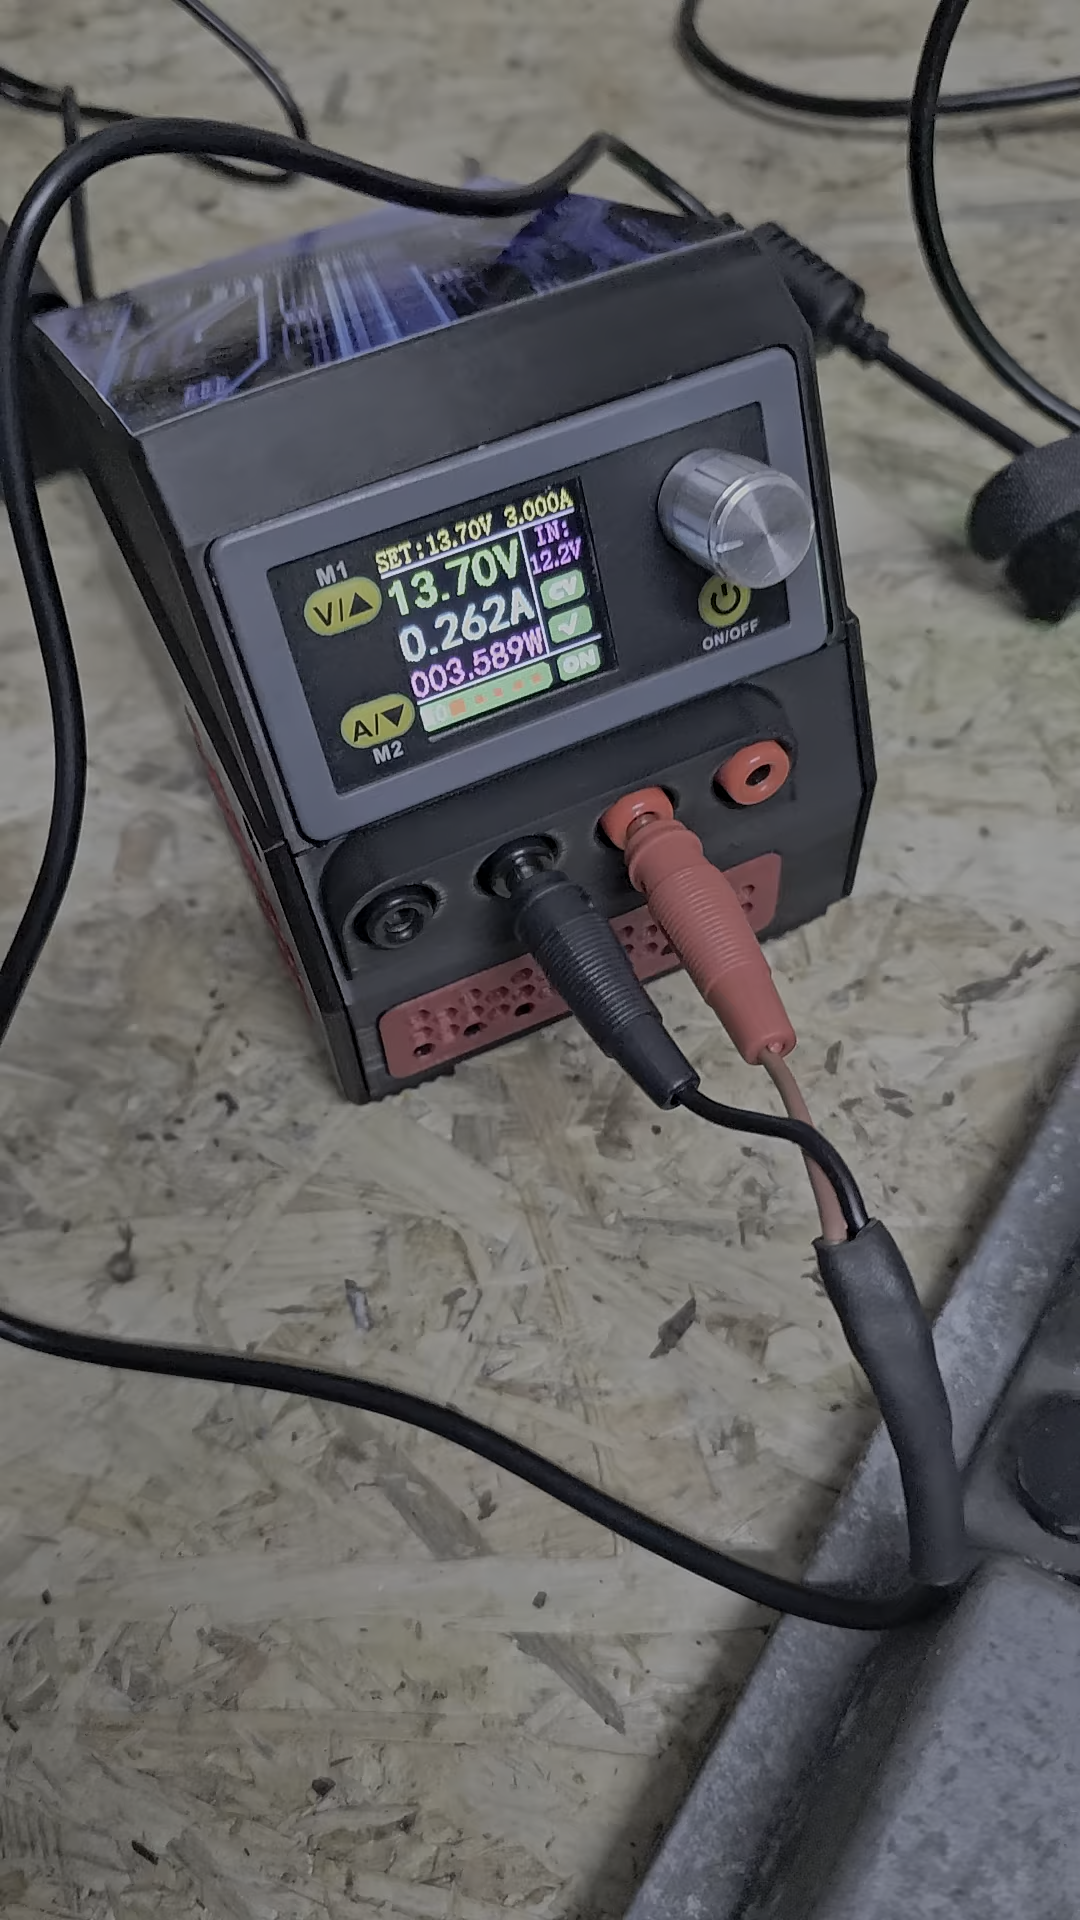 SET:13.70V 3.000A
13.70V
IN:
12.2V
0.262A
CV
003.589W
ON
M1
V/▲
A/▼
M2
ON/OFF